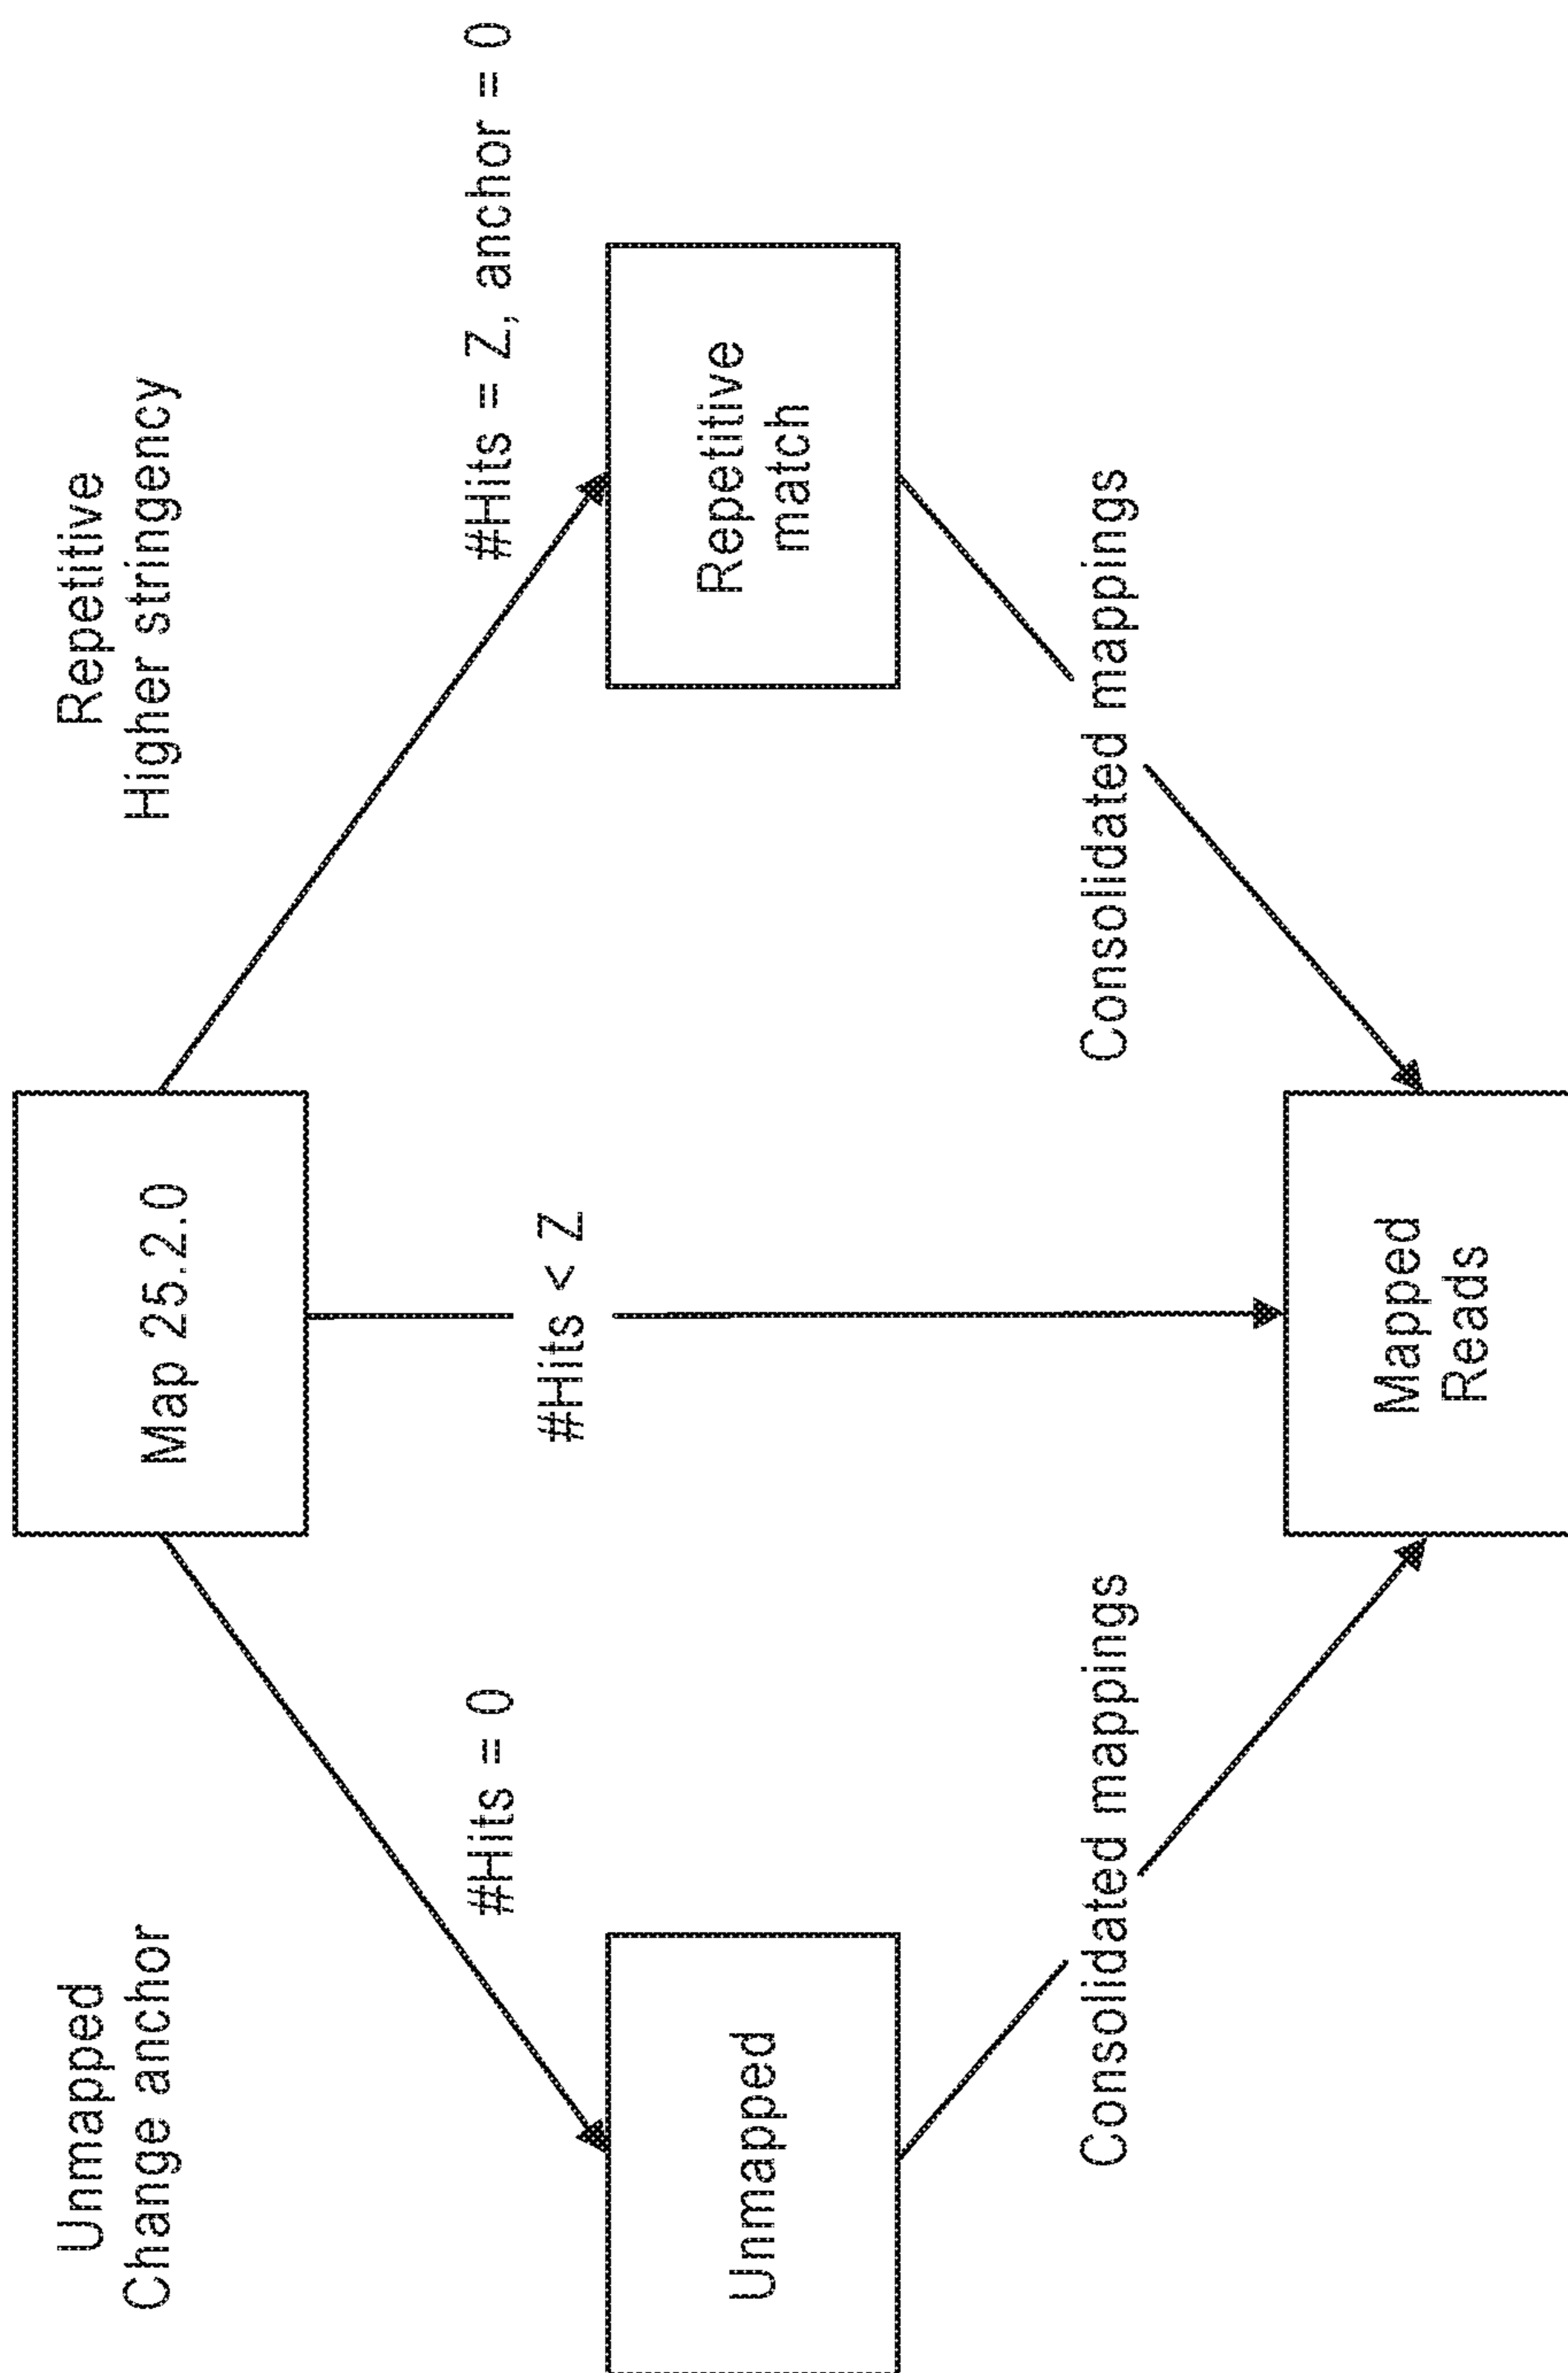 Unmapped
Change anchor
Repetitive
Higher stringency
Map 25.2.0
#Hits = 0
#Hits < Z
#Hits = Z, anchor = 0
Unmapped
Repetitive
match
Consolidated mappings
Consolidated mappings
Mapped
Reads